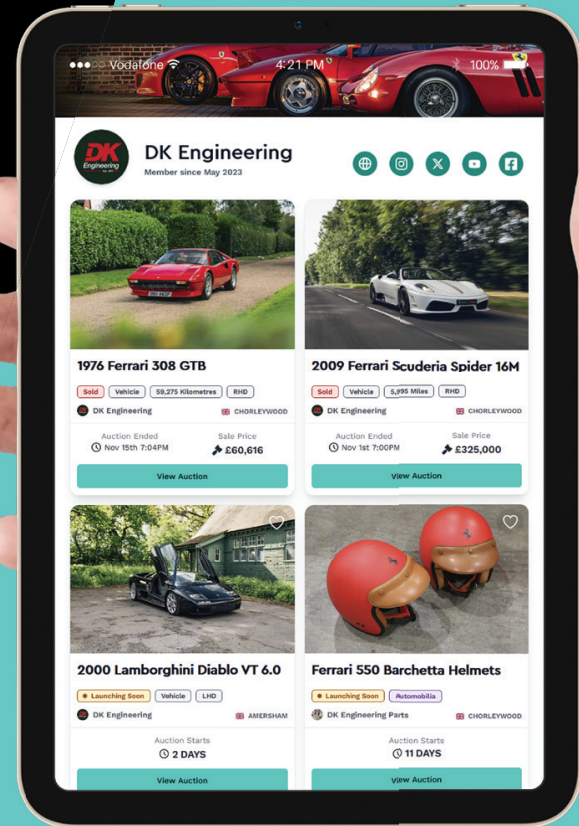 Vodafone 4:21 PM 100%
DK
Engineering
DK Engineering
Member since May 2023
1976 Ferrari 308 GTB
Sold Vehicle 59,275 Kilometres RHD
DK Engineering CHORLEYWOOD
Auction Ended Sale Price
Nov 15th 7:04PM £60,616
View Auction
2009 Ferrari Scuderia Spider 16M
Sold Vehicle 5,995 Miles RHD
DK Engineering CHORLEYWOOD
Auction Ended Sale Price
Nov 1st 7:00PM £325,000
View Auction
2000 Lamborghini Diablo VT 6.0
Launching Soon Vehicle LHD
DK Engineering AMERSHAM
Auction Starts
2 DAYS
View Auction
Ferrari 550 Barchetta Helmets
Launching Soon Automobilia
DK Engineering Parts CHORLEYWOOD
Auction Starts
11 DAYS
View Auction